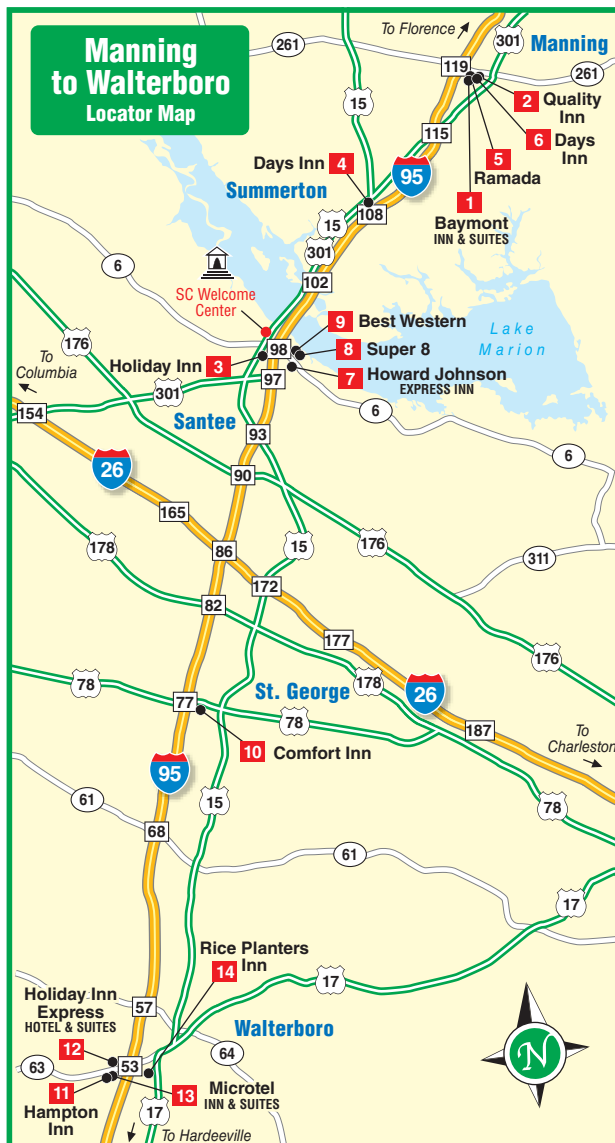 Manning
to Walterboro
Locator Map
To Florence
301
Manning
261
119
261
2 Quality
Inn
15
115
6 Days
Inn
5
Ramada
Days Inn 4
95
1
Baymont
INN & SUITES
Summerton
108
15
301
6
102
SC Welcome
Center
9 Best Western
Lake
Marion
176
98
8 Super 8
To
Columbia
Holiday Inn 3
97
7 Howard Johnson
EXPRESS INN
301
154
6
Santee
93
6
26
90
165
15
176
178
86
311
172
82
177
176
78
St. George
178
26
77
78
187
To
Charleston
10 Comfort Inn
95
15
78
61
68
61
17
Rice Planters
Inn
14
17
Holiday Inn
Express
HOTEL & SUITES
57
Walterboro
12
64
63
53
11
13 Microtel
INN & SUITES
Hampton
Inn
17
To Hardeeville
N